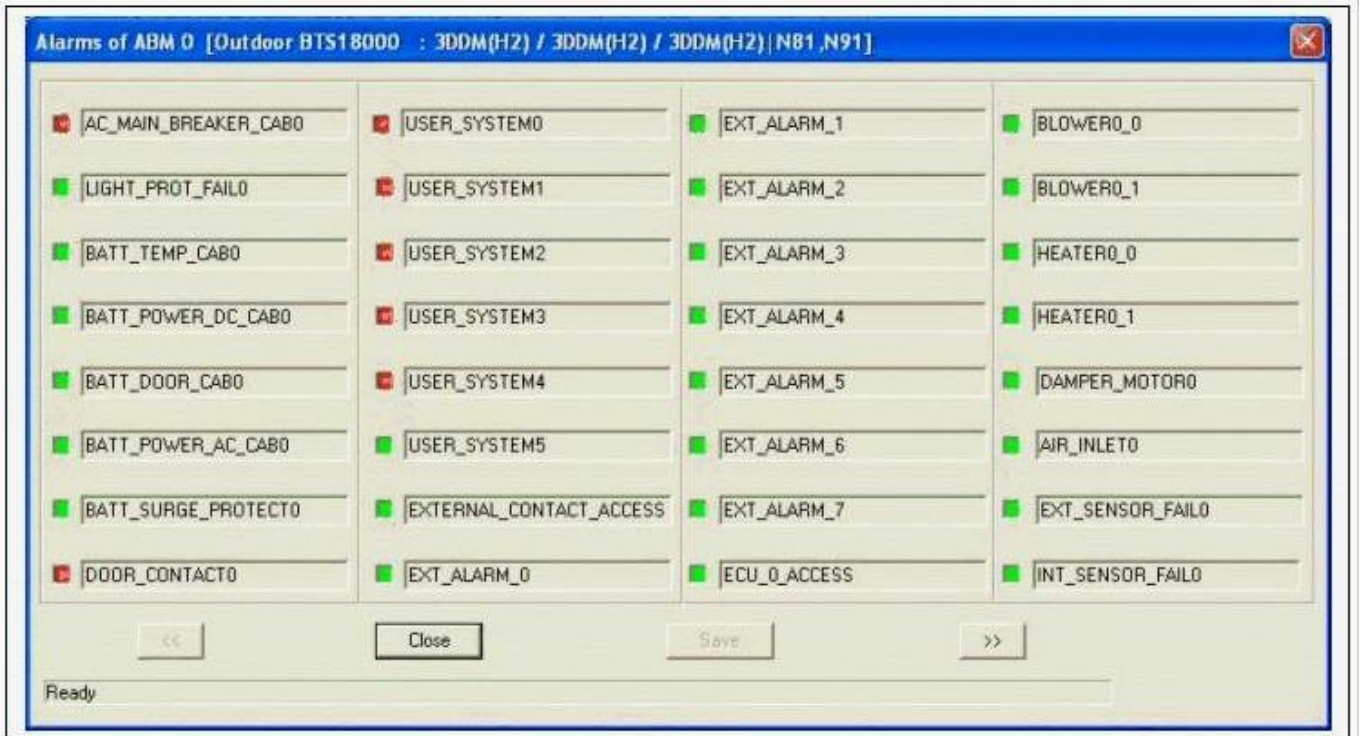 Alarms of ABM 0 [Outdoor BTS18000 : 3DDM(H2) / 3DDM(H2) / 3DDM(H2)|N81,N91]
AC_MAIN_BREAKER_CAB0 USER_SYSTEM0 EXT_ALARM_1 BLOWER0_0
LIGHT_PROT_FAIL0 USER_SYSTEM1 EXT_ALARM_2 BLOWER0_1
BATT_TEMP_CAB0 USER_SYSTEM2 EXT_ALARM_3 HEATER0_0
BATT_POWER_DC_CAB0 USER_SYSTEM3 EXT_ALARM_4 HEATER0_1
BATT_DOOR_CAB0 USER_SYSTEM4 EXT_ALARM_5 DAMPER_MOTOR0
BATT_POWER_AC_CAB0 USER_SYSTEM5 EXT_ALARM_6 AIR_INLET0
BATT_SURGE_PROTECT0 EXTERNAL_CONTACT_ACCESS EXT_ALARM_7 EXT_SENSOR_FAIL0
DOOR_CONTACT0 EXT_ALARM_0 ECU_0_ACCESS INT_SENSOR_FAIL0
<< Close Save >>
Ready